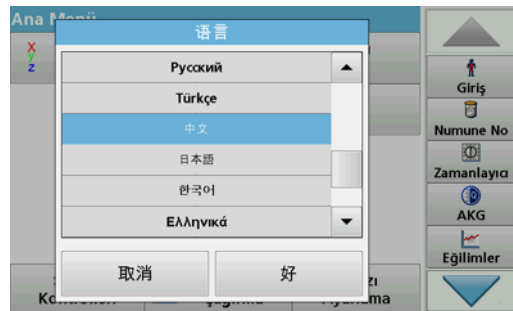 Ana Menü
语言
X
y
z
Русский
Türkçe
中文
日本語
한국어
Ελληνικά
取消
好
Giriş
Numune No
Zamanlayıcı
AKG
Eğilimler